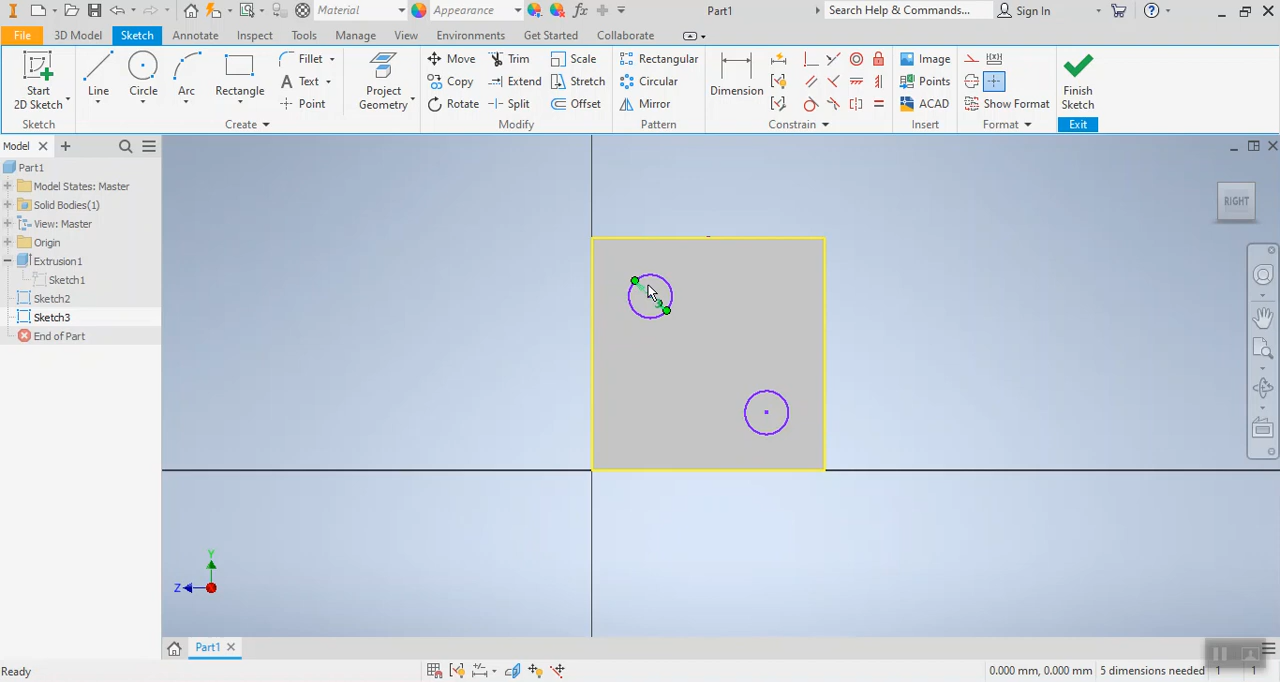 Material Appearance fx Part1 Search Help & Commands... Sign In
File 3D Model Sketch Annotate Inspect Tools Manage View Environments Get Started Collaborate
Start 2D Sketch Line Circle Arc Rectangle Fillet Text Point Project Geometry Move Copy Rotate Trim Extend Split Scale Stretch Offset Rectangular Circular Mirror Dimension Image Points ACAD Show Format Finish Sketch
Sketch Create Modify Pattern Constrain Insert Format Exit
Model
Part1
Model States: Master
Solid Bodies(1)
View: Master
Origin
Extrusion1
Sketch1
Sketch2
Sketch3
End of Part
RIGHT
Y
Z
Part1
Ready 0.000 mm, 0.000 mm 5 dimensions needed 1 1